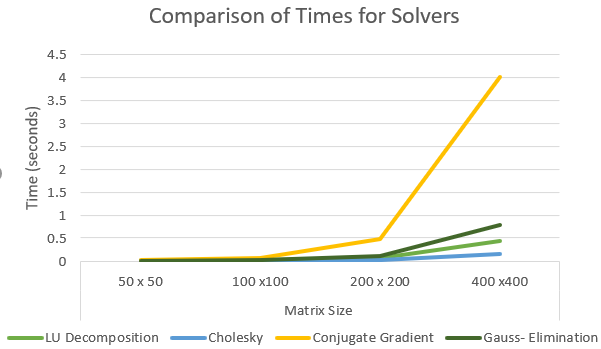 Comparison of Times for Solvers
4.5
4
3.5
3
2.5
2
1.5
1
0.5
0
Time (seconds)
50 x 50 100 x100 200 x 200 400 x400
Matrix Size
LU Decomposition Cholesky Conjugate Gradient Gauss- Elimination